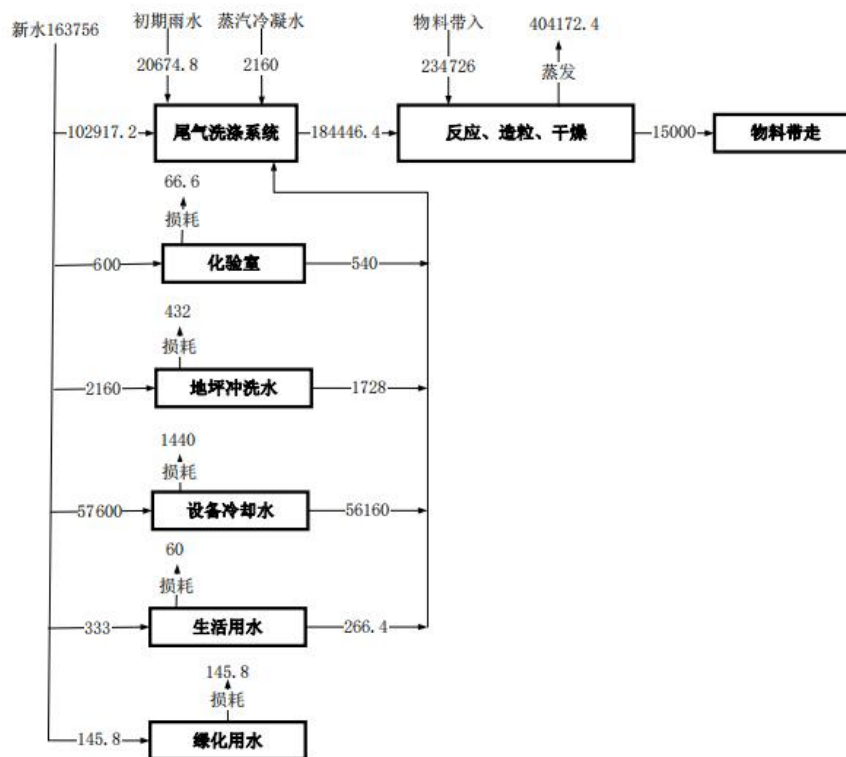 新水163756
初期雨水
蒸汽冷凝水
物料带入
404172.4
20674.8
2160
234726
蒸发
102917.2
尾气洗涤系统
184446.4
反应、造粒、干燥
15000
物料带走
66.6
损耗
600
化验室
540
432
损耗
2160
地坪冲洗水
1728
1440
损耗
57600
设备冷却水
56160
60
损耗
333
生活用水
266.4
145.8
损耗
145.8
绿化用水